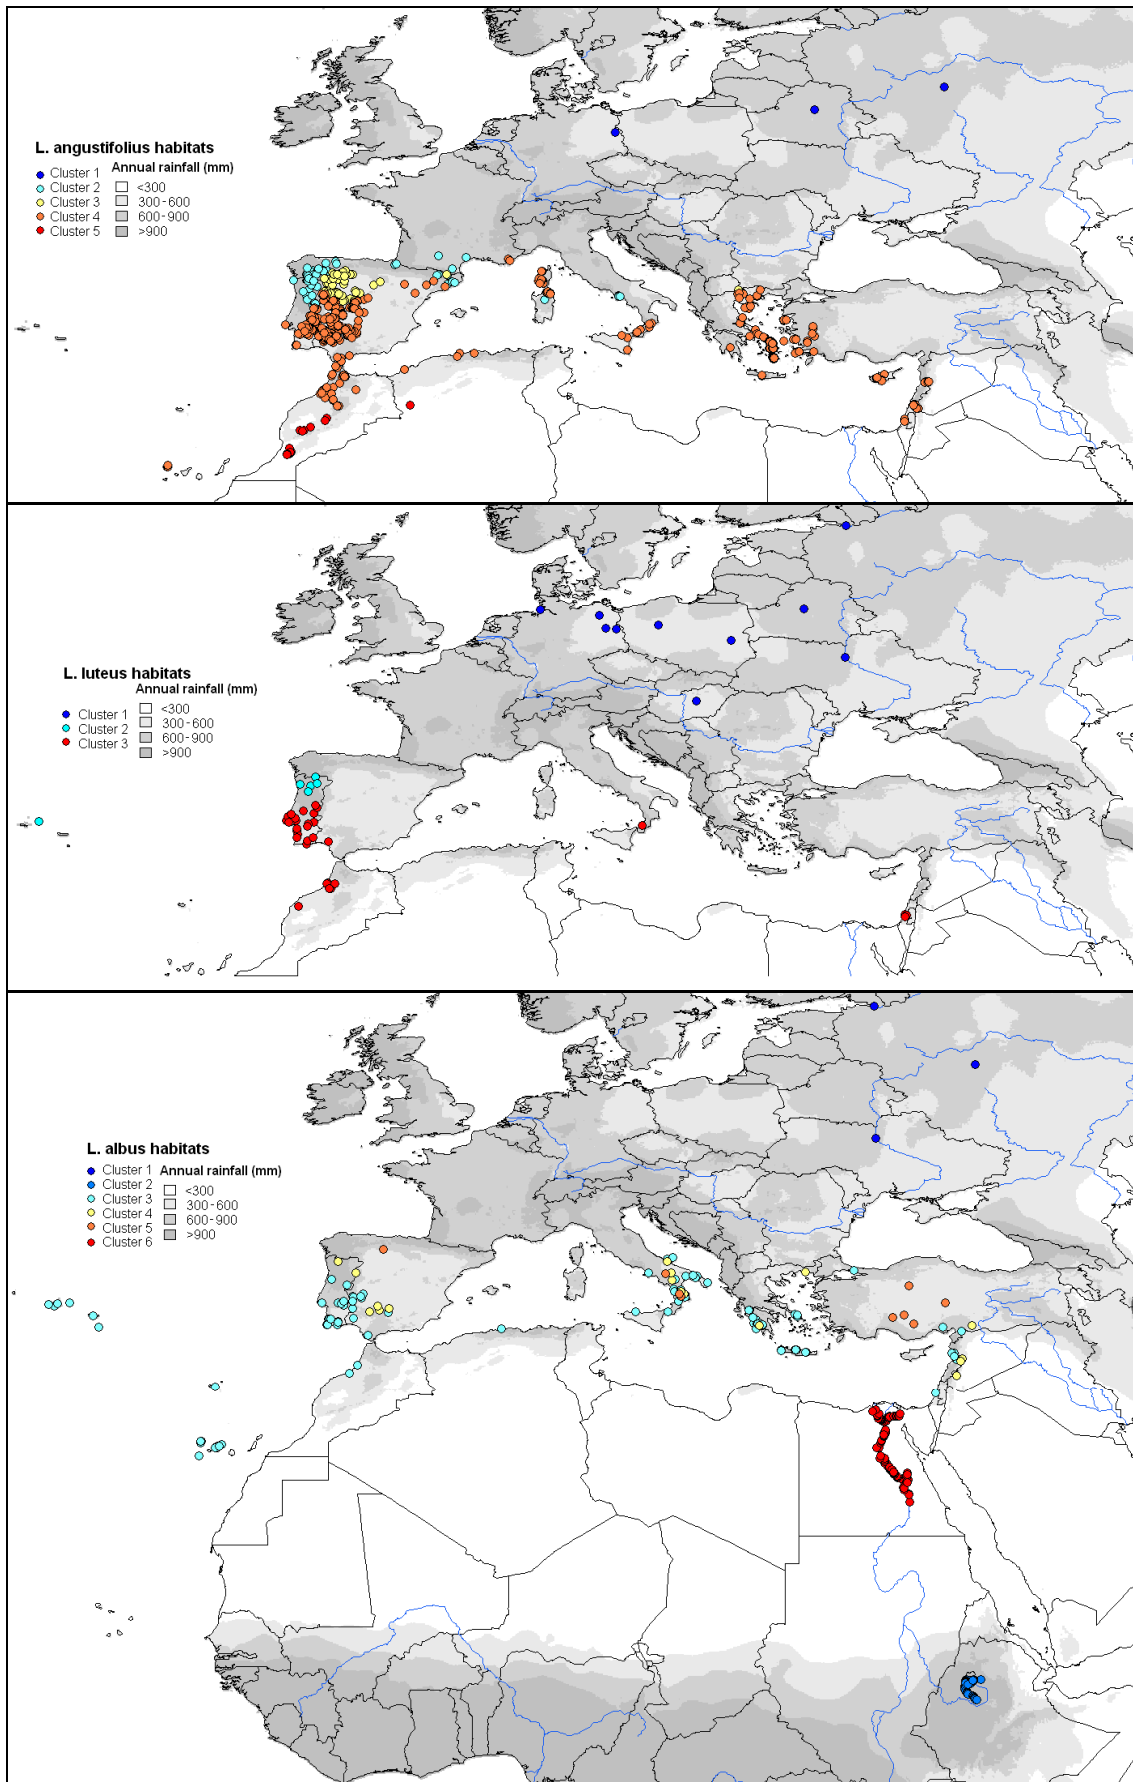 L. angustifolius habitats
Annual rainfall (mm)
Cluster 1
Cluster 2
Cluster 3
Cluster 4
Cluster 5
<300
300-600
600-900
>900
L. luteus habitats
Annual rainfall (mm)
Cluster 1
Cluster 2
Cluster 3
<300
300-600
600-900
>900
L. albus habitats
Cluster 1
Cluster 2
Cluster 3
Cluster 4
Cluster 5
Cluster 6
Annual rainfall (mm)
<300
300-600
600-900
>900